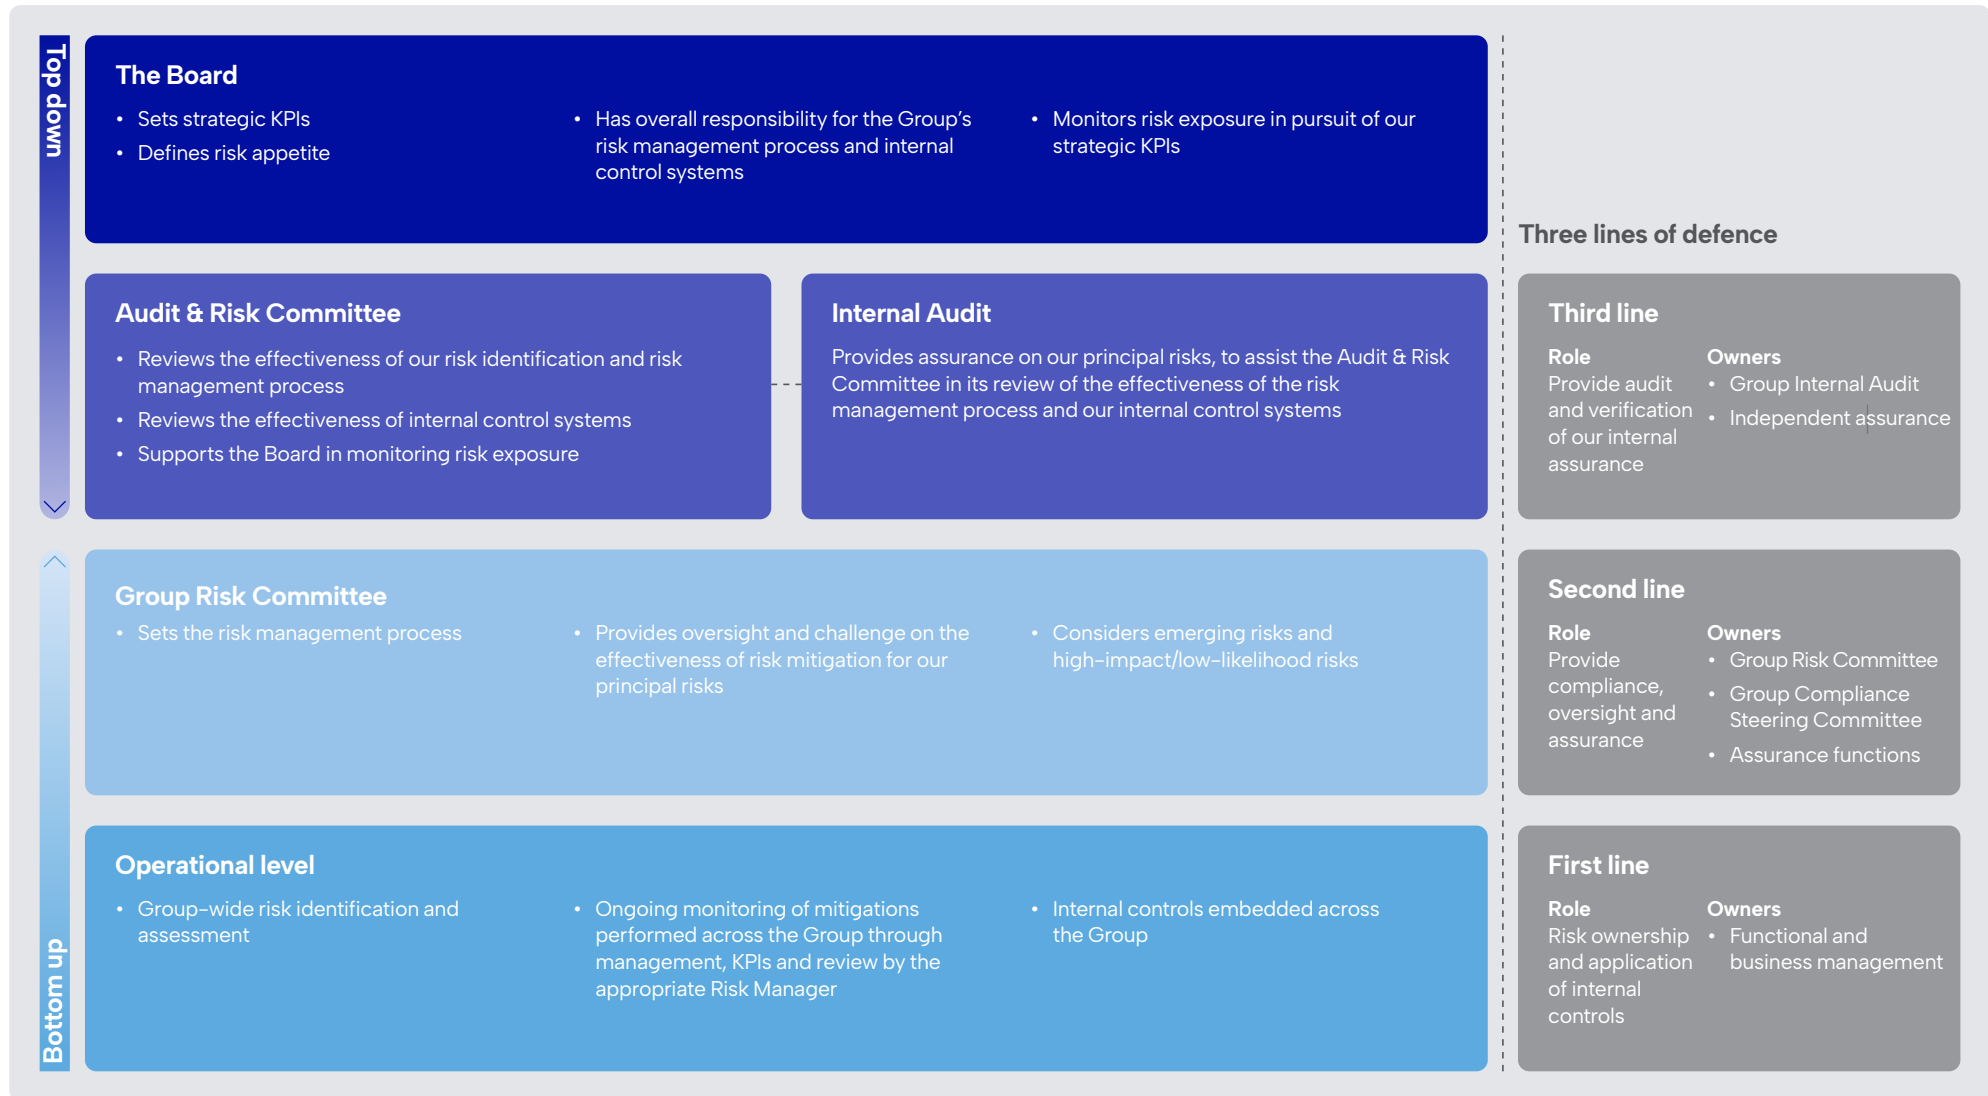 Top down
The Board
• Sets strategic KPIs
• Defines risk appetite
• Has overall responsibility for the Group’s
risk management process and internal
control systems
• Monitors risk exposure in pursuit of our
strategic KPIs
Three lines of defence
Audit & Risk Committee
• Reviews the effectiveness of our risk identification and risk
management process
• Reviews the effectiveness of internal control systems
• Supports the Board in monitoring risk exposure
Internal Audit
Provides assurance on our principal risks, to assist the Audit & Risk
Committee in its review of the effectiveness of the risk
management process and our internal control systems
Third line
Role
Provide audit
and verification
of our internal
assurance
Owners
• Group Internal Audit
• Independent assurance
Bottom up
Group Risk Committee
• Sets the risk management process
• Provides oversight and challenge on the
effectiveness of risk mitigation for our
principal risks
• Considers emerging risks and
high-impact/low-likelihood risks
Second line
Role
Provide
compliance,
oversight and
assurance
Owners
• Group Risk Committee
• Group Compliance
Steering Committee
• Assurance functions
Operational level
• Group-wide risk identification and
assessment
• Ongoing monitoring of mitigations
performed across the Group through
management, KPIs and review by the
appropriate Risk Manager
• Internal controls embedded across
the Group
First line
Role
Risk ownership
and application
of internal
controls
Owners
• Functional and
business management